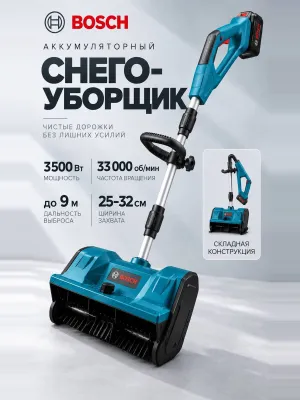 BOSCH
АККУМУЛЯТОРНЫЙ
СНЕГО-
УБОРЩИК
ЧИСТЫЕ ДОРОЖКИ
БЕЗ ЛИШНИХ УСИЛИЙ
3500 Вт
МОЩНОСТЬ
33 000 об/мин
ЧАСТОТА ВРАЩЕНИЯ
до 9 м
ДАЛЬНОСТЬ
ВЫБРОСА
25-32 см
ШИРИНА
ЗАХВАТА
СКЛАДНАЯ
КОНСТРУКЦИЯ
BOSCH